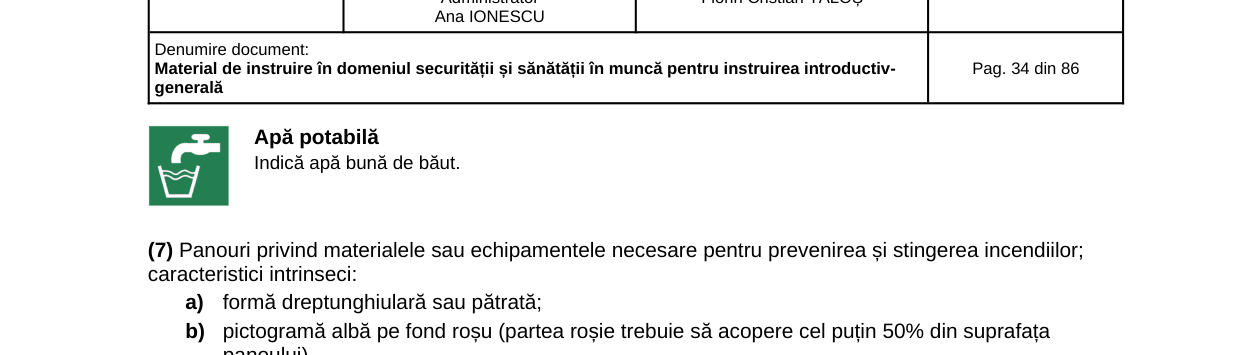 Ana IONESCU
Denumire document:
Material de instruire în domeniul securității și sănătății în muncă pentru instruirea introductiv-
generală
Pag. 34 din 86
Apă potabilă
Indică apă bună de băut.
(7) Panouri privind materialele sau echipamentele necesare pentru prevenirea și stingerea incendiilor;
caracteristici intrinseci:
a) formă dreptunghiulară sau pătrată;
b) pictogramă albă pe fond roșu (partea roșie trebuie să acopere cel puțin 50% din suprafața